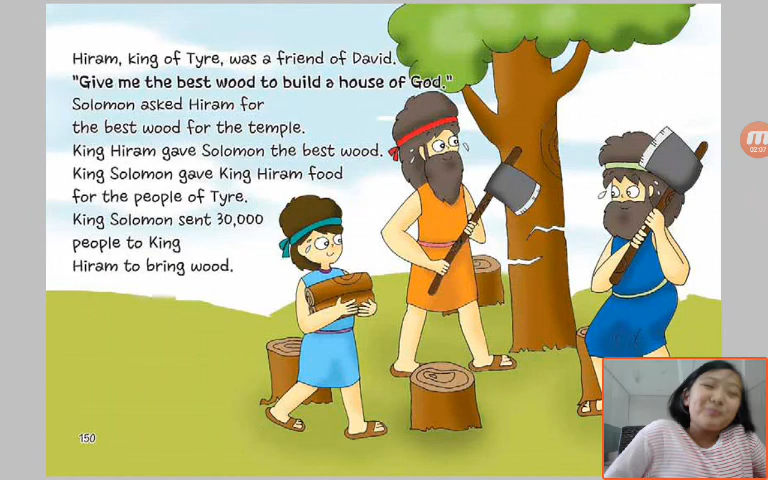 Hiram, king of Tyre, was a friend of David.
"Give me the best wood to build a house of God."
Solomon asked Hiram for
the best wood for the temple.
King Hiram gave Solomon the best wood.
King Solomon gave King Hiram food
for the people of Tyre.
King Solomon sent 30,000
people to King
Hiram to bring wood.
150
02:07